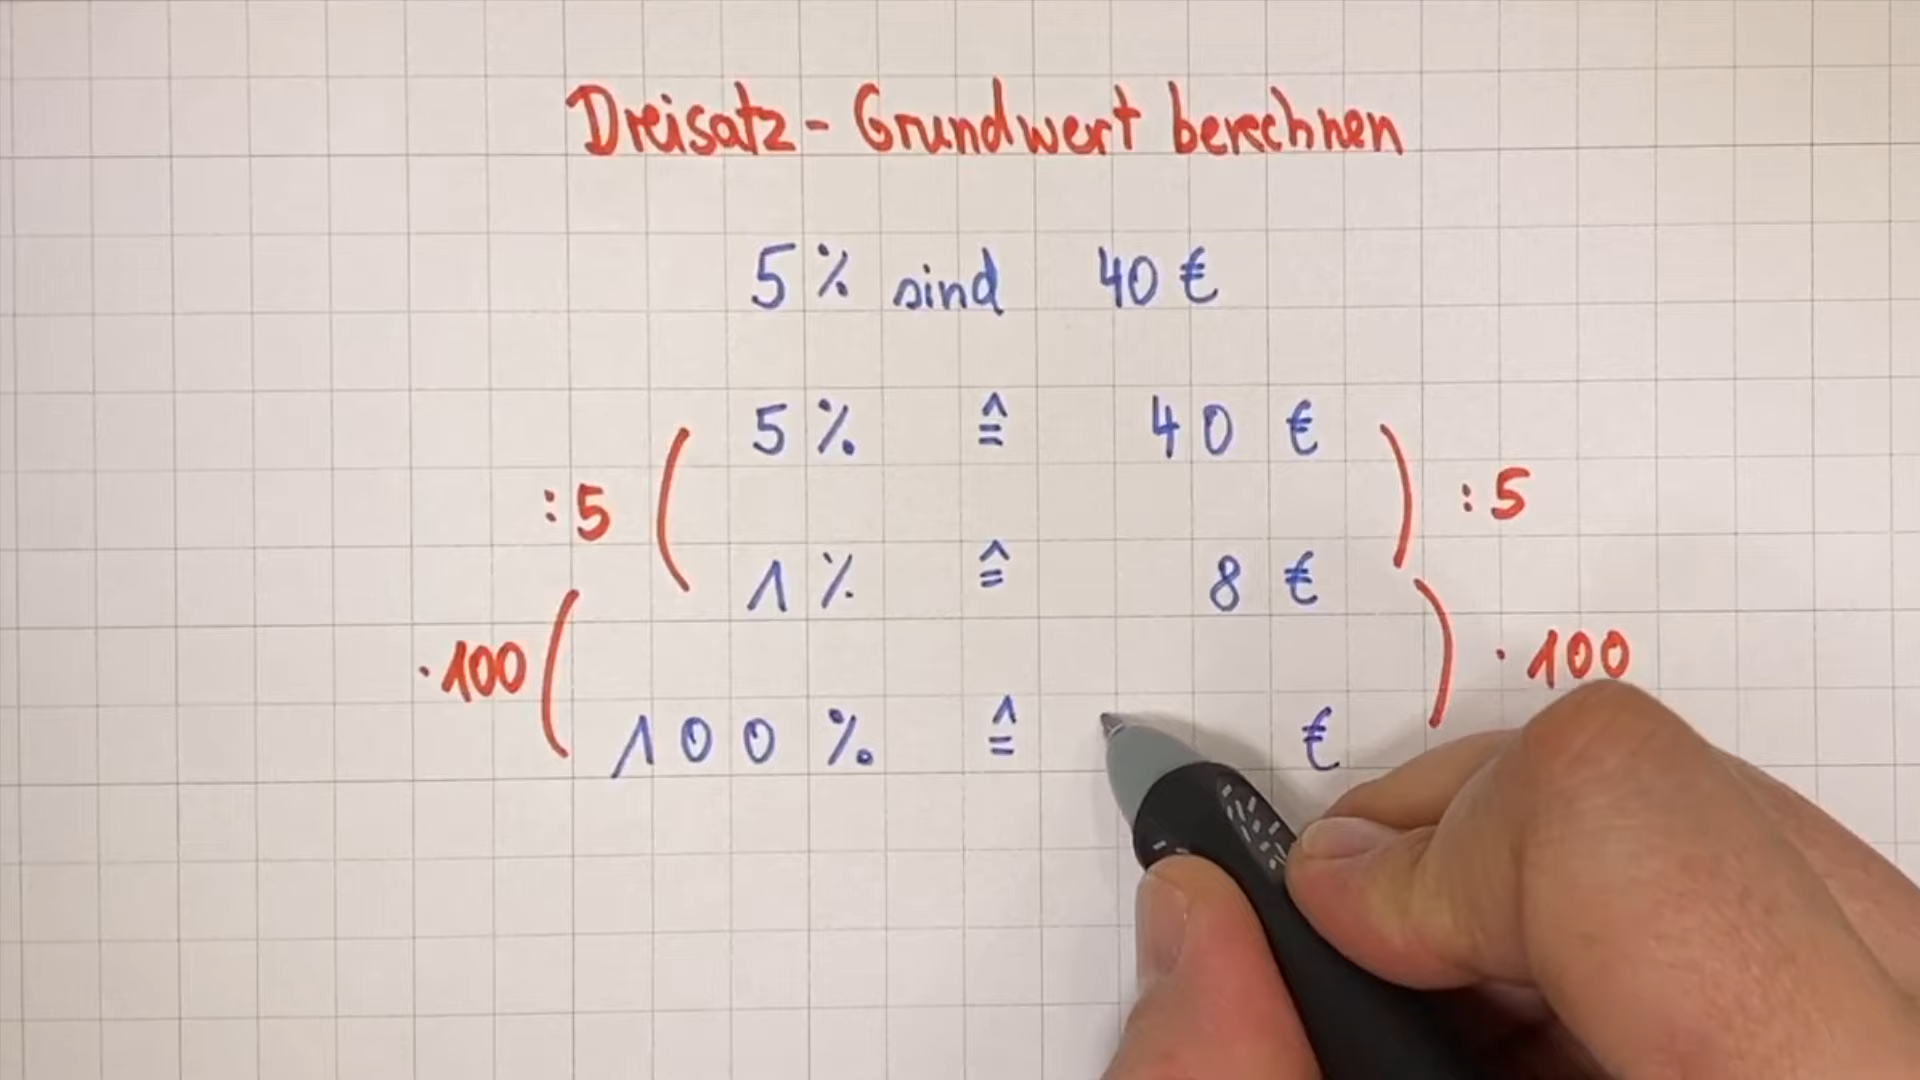 Dreisatz - Grundwert berechnen
5 % sind 40 €
5 % ≙ 40 €
: 5 : 5
1 % ≙ 8 €
· 100 · 100
100 % ≙ €